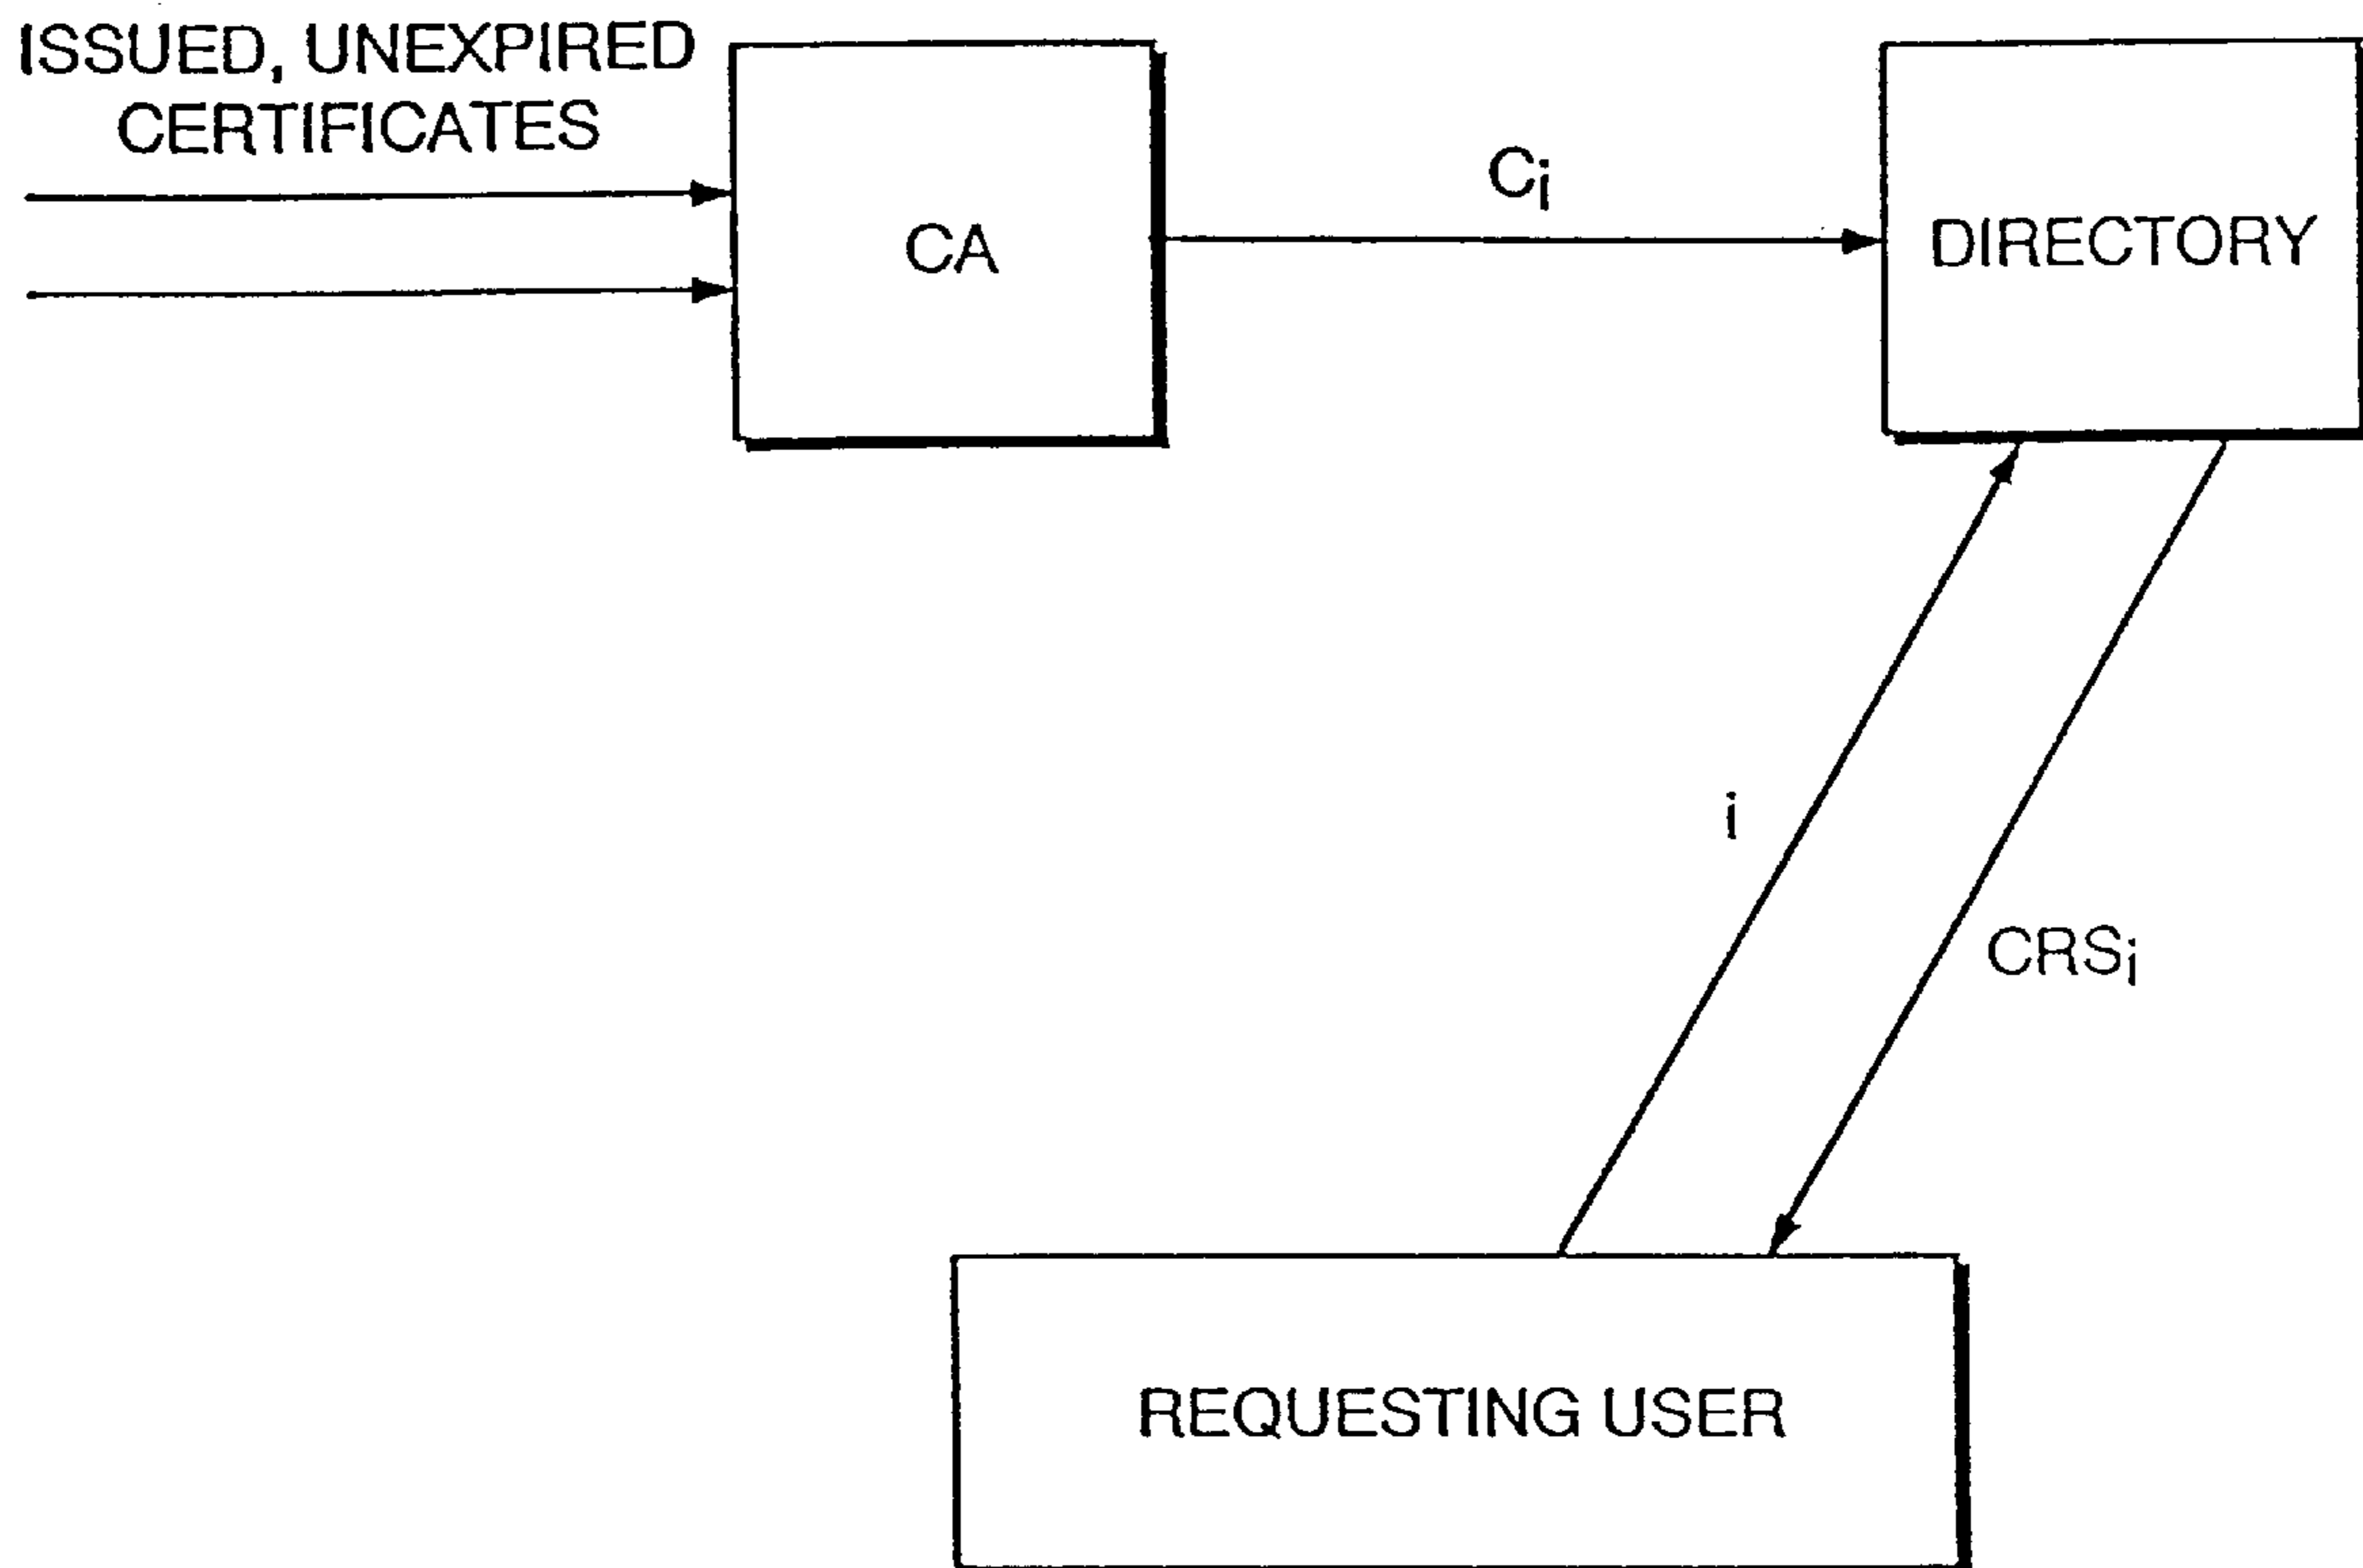 ISSUED, UNEXPIRED
CERTIFICATES
CA
Ci
DIRECTORY
i
CRSi
REQUESTING USER